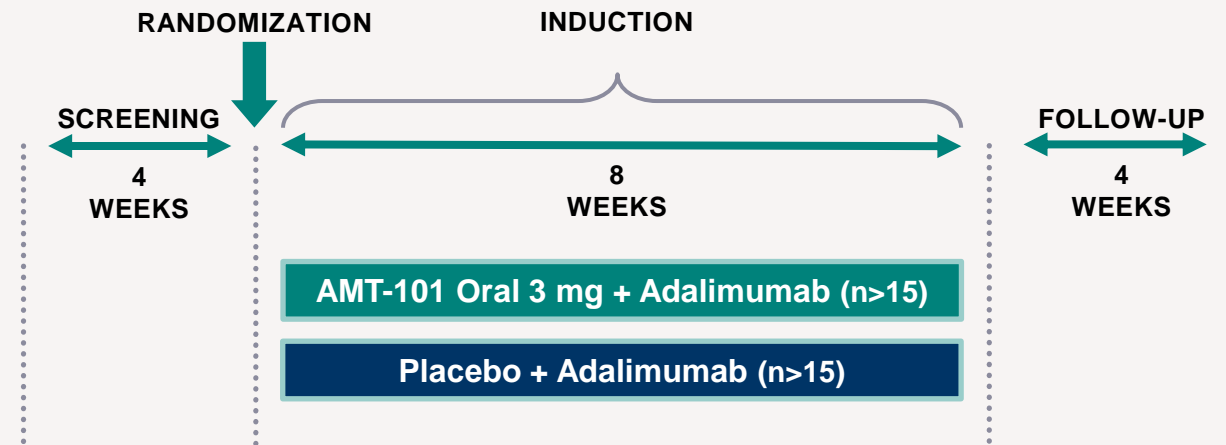 RANDOMIZATION
INDUCTION
SCREENING
FOLLOW-UP
4
WEEKS
8
WEEKS
4
WEEKS
AMT-101 Oral 3 mg + Adalimumab (n>15)
Placebo + Adalimumab (n>15)